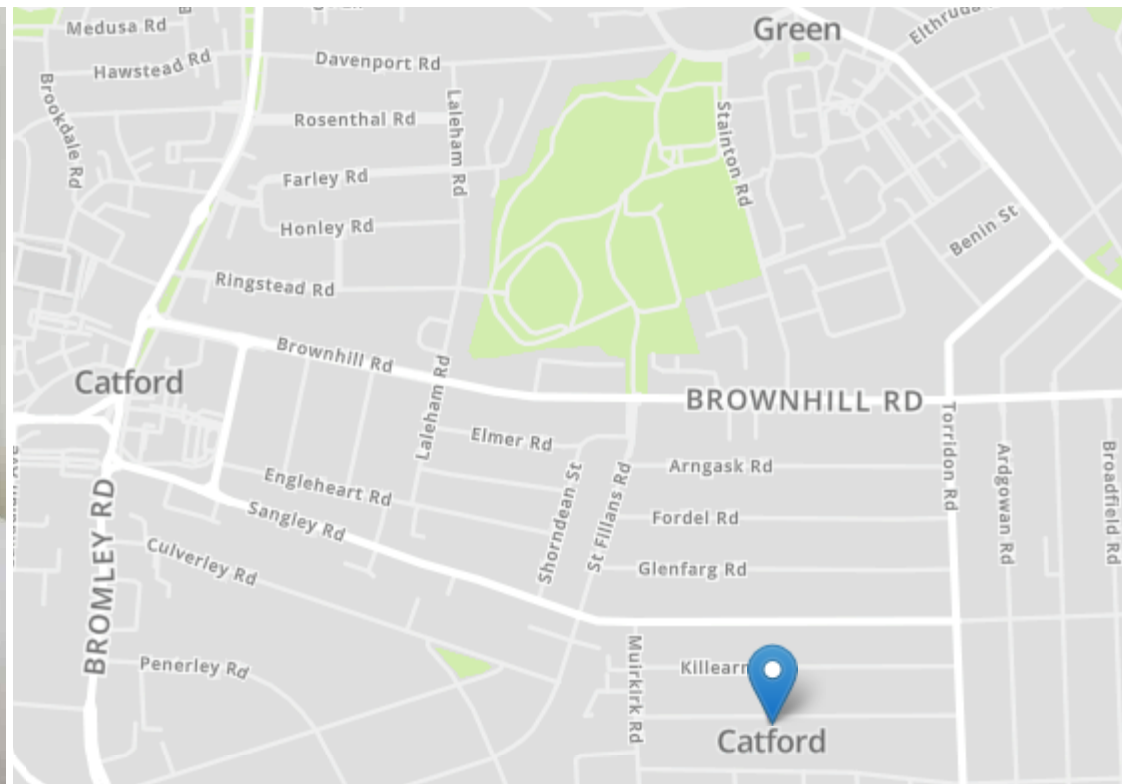 Medusa Rd
Green
Hawstead Rd
Davenport Rd
Brookdale Rd
Laleham Rd
Rosenthal Rd
Stainton Rd
Farley Rd
Honley Rd
Benin St
Ringstead Rd
Brownhill Rd
Catford
Laleham Rd
BROWNHILL RD
Elmer Rd
Torridon Rd
Ardgowan Rd
Broadfield Rd
Arngask Rd
Engleheart Rd
Shorndean St
St Fillans Rd
Sangley Rd
Fordel Rd
BROMLEY RD
Culverley Rd
Glenfarg Rd
Muirkirk Rd
Penerley Rd
Catford